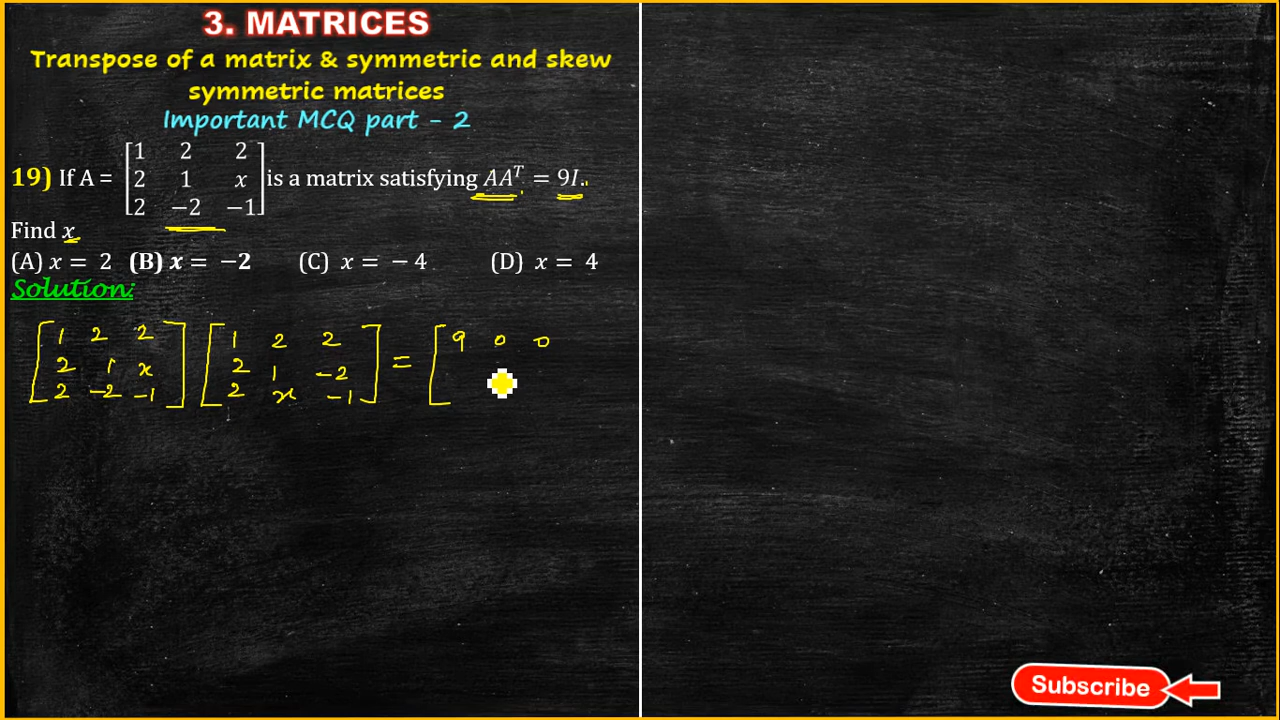 3. MATRICES
Transpose of a matrix & symmetric and skew
symmetric matrices
Important MCQ part - 2
19) If A = [1 2 2
2 1 x
2 −2 −1] is a matrix satisfying AAᵀ = 9I.
Find x
(A) x = 2 (B) x = −2 (C) x = − 4 (D) x = 4
Solution:
[1 2 2
2 1 x
2 -2 -1] [1 2 2
2 1 -2
2 x -1] = [9 0 0
Subscribe